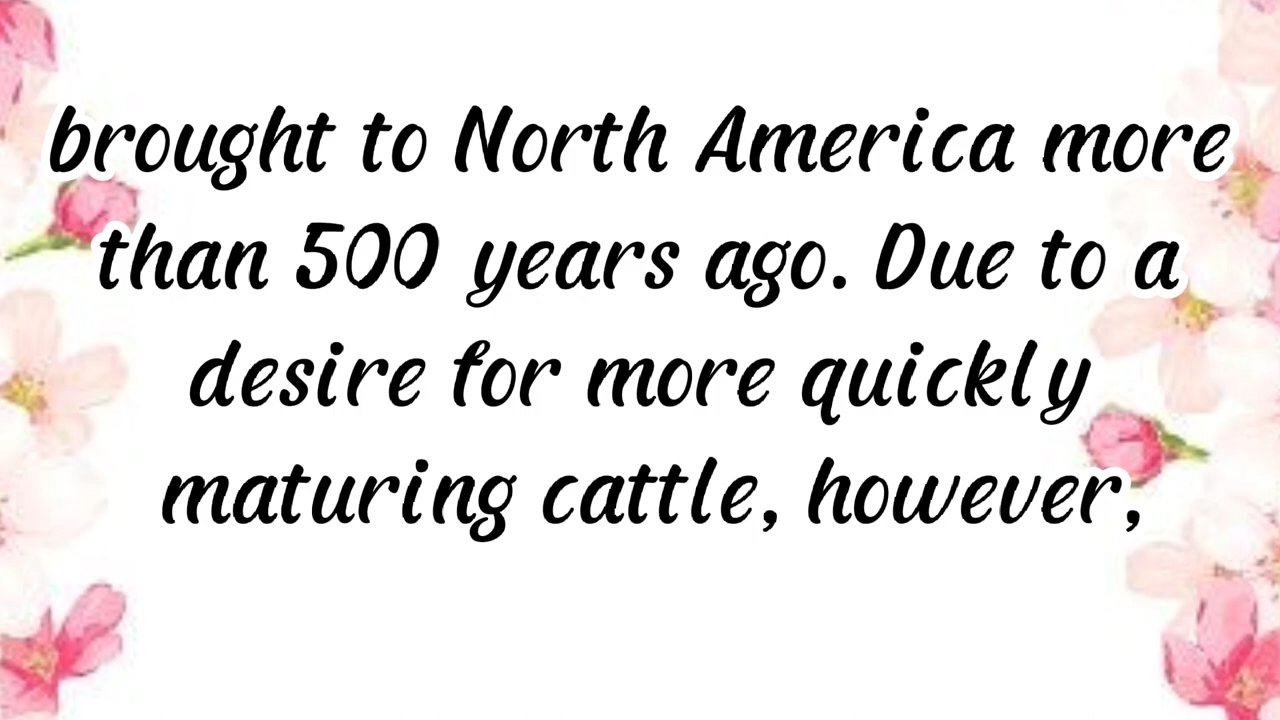 brought to North America more
than 500 years ago. Due to a
desire for more quickly
maturing cattle, however,